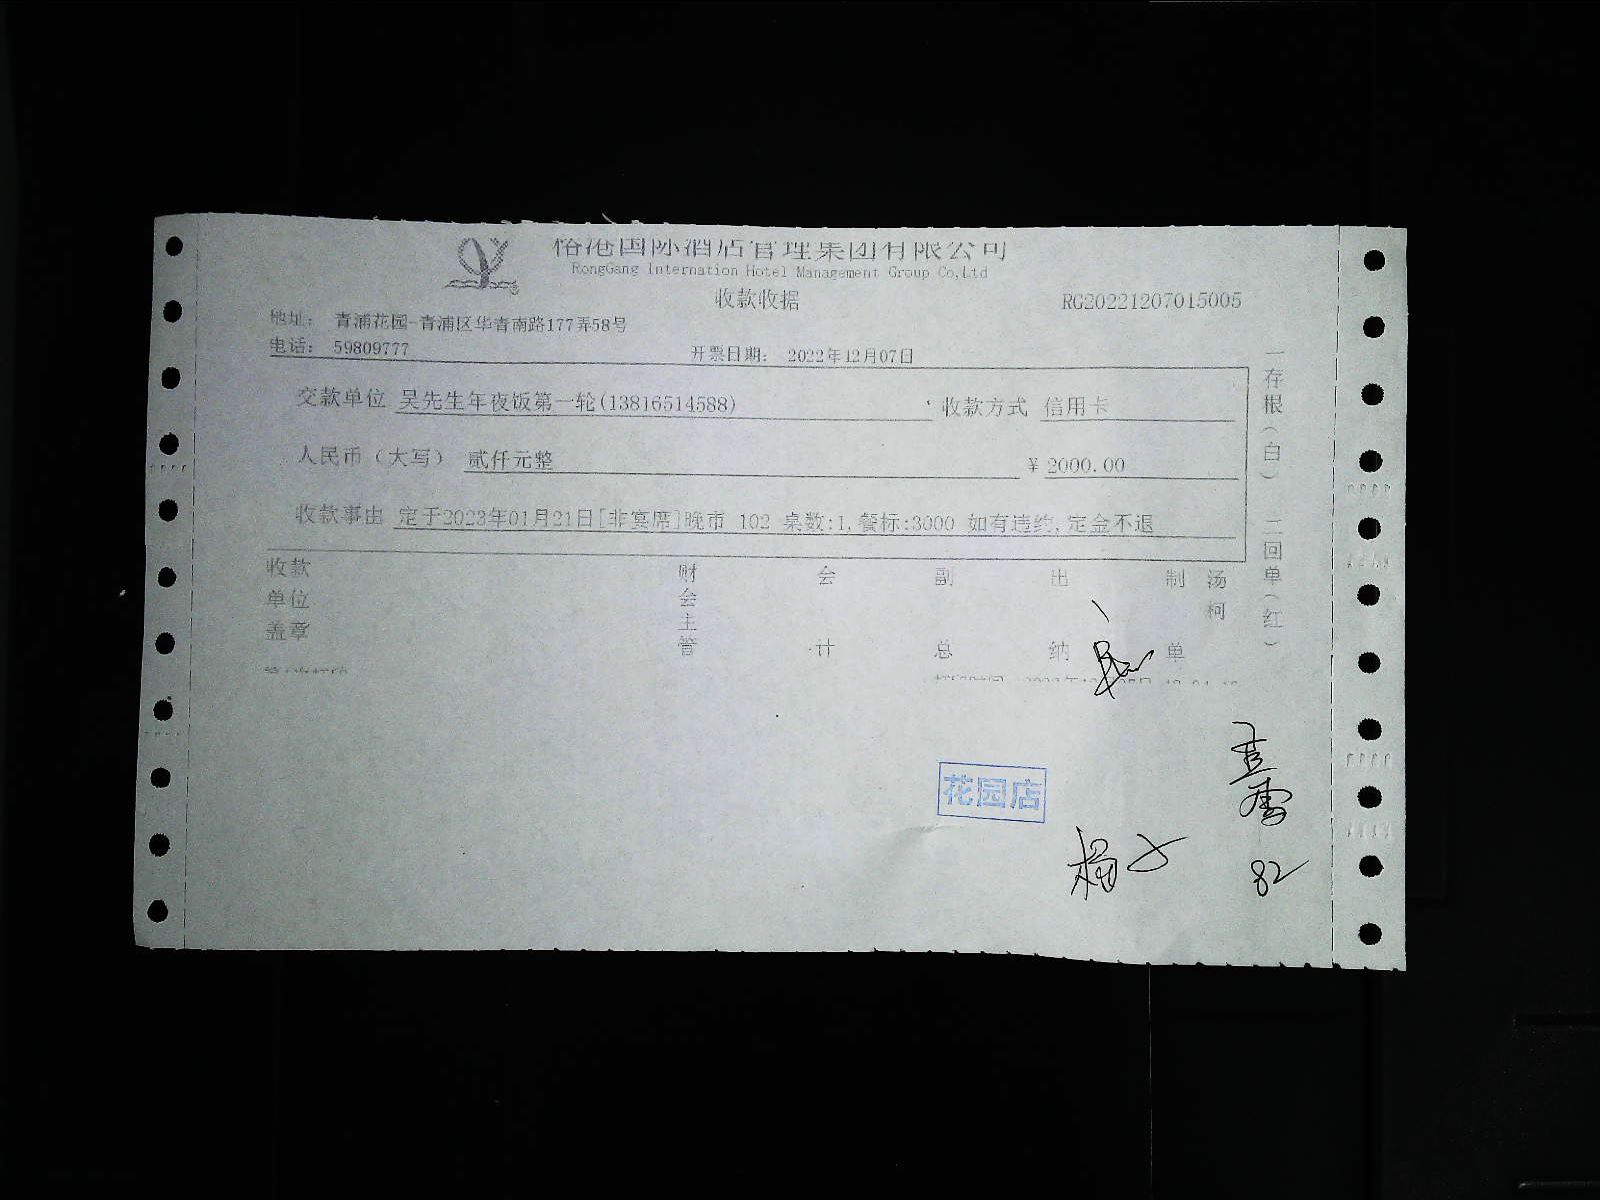 榕港国际酒店管理集团有限公司
RongGang Internation Hotel Management Group Co,Ltd
收款收据
RG20221207015005
地址： 青浦花园-青浦区华青南路177弄58号
电话： 59809777
开票日期： 2022年12月07日
交款单位 吴先生年夜饭第一轮(13816514588)
收款方式 信用卡
人民币（大写） 贰仟元整
￥ 2000.00
收款事由 定于2023年01月21日[非宴席]晚市 102 桌数:1,餐标:3000 如有违约,定金不退
收款单位盖章
财会主管
会计
副总
出纳
制单
汤柯
一存根（白） 二回单（红）
花园店
82